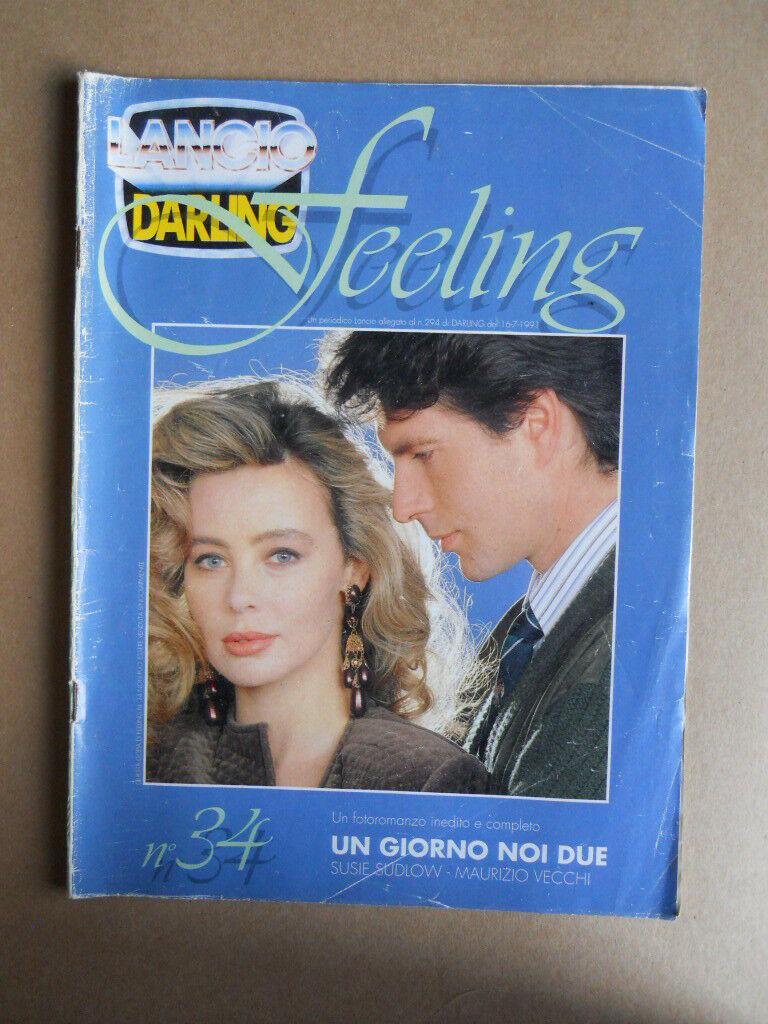 LANCIO
DARLING
feeling
Un periodico Lancio allegato al n. 294 di DARLING del 16-7-1991
n° 34
Un fotoromanzo inedito e completo
UN GIORNO NOI DUE
SUSIE SUDLOW - MAURIZIO VECCHI